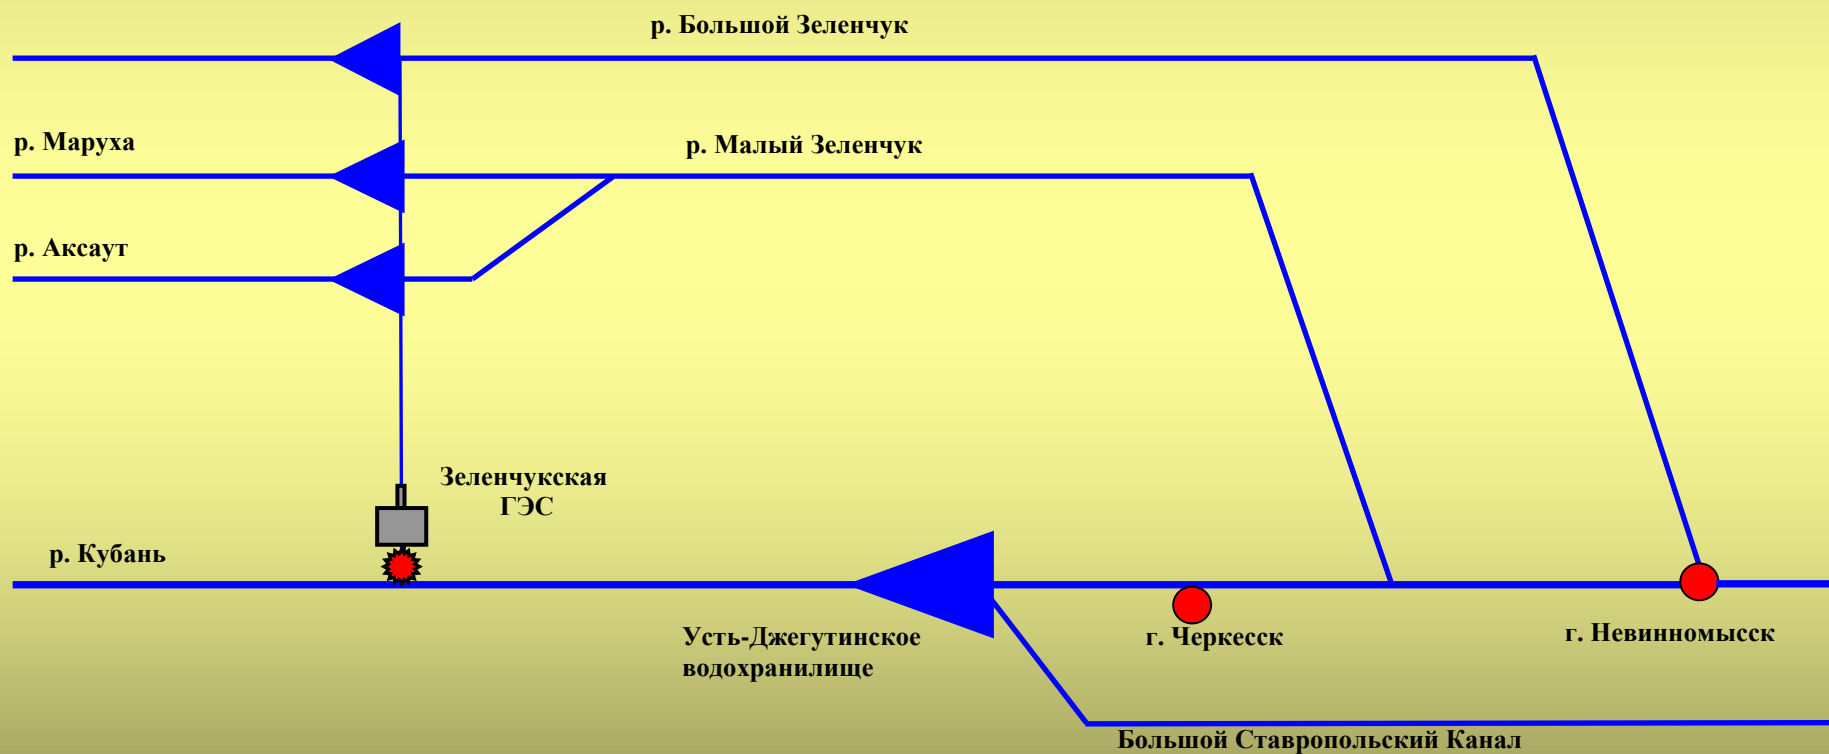 р. Большой Зеленчук
р. Маруха
р. Малый Зеленчук
р. Аксаут
Зеленчукская
ГЭС
р. Кубань
Усть-Джегутинское
водохранилище
г. Черкесск
г. Невинномысск
Большой Ставропольский Канал